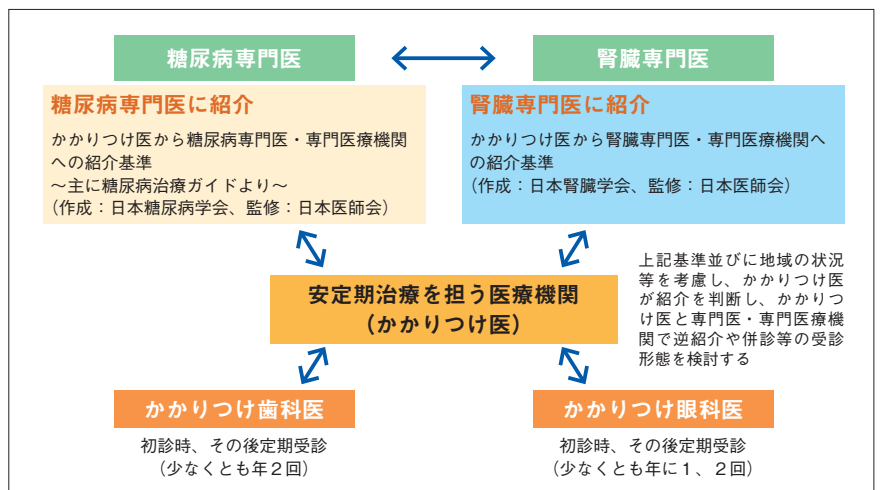 糖尿病専門医
腎臓専門医
糖尿病専門医に紹介
かかりつけ医から糖尿病専門医・専門医療機関
への紹介基準
～主に糖尿病治療ガイドより～
（作成：日本糖尿病学会、監修：日本医師会）
腎臓専門医に紹介
かかりつけ医から腎臓専門医・専門医療機関へ
の紹介基準
（作成：日本腎臓学会、監修：日本医師会）
安定期治療を担う医療機関
（かかりつけ医）
上記基準並びに地域の状況
等を考慮し、かかりつけ医
が紹介を判断し、かかりつ
け医と専門医・専門医療機
関で逆紹介や併診等の受診
形態を検討する
かかりつけ歯科医
初診時、その後定期受診
（少なくとも年２回）
かかりつけ眼科医
初診時、その後定期受診
（少なくとも年に１、２回）